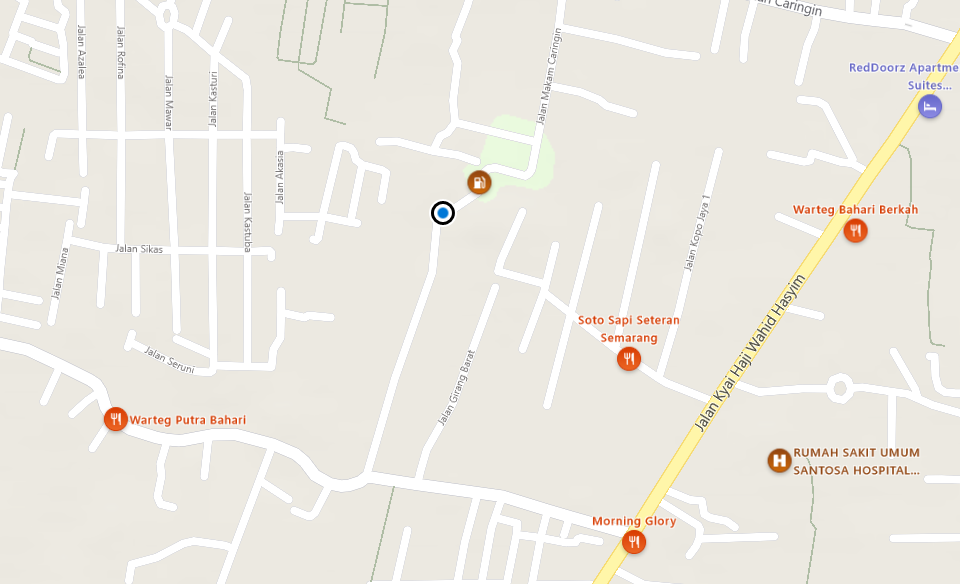 Caringin
Jalan Azalea
Jalan Rofina
Jalan Mawar
Jalan Kasturi
Jalan Makam Caringin
RedDoorz Apartme
Suites...
Jalan Akasia
Jalan Kastuba
Jalan Kopo Jaya 1
Warteg Bahari Berkah
Jalan Sikas
Jalan Miana
Jalan Kyai Haji Wahid Hasyim
Soto Sapi Seteran
Semarang
Jalan Seruni
Jalan Girang Barat
Warteg Putra Bahari
H
RUMAH SAKIT UMUM
SANTOSA HOSPITAL...
Morning Glory